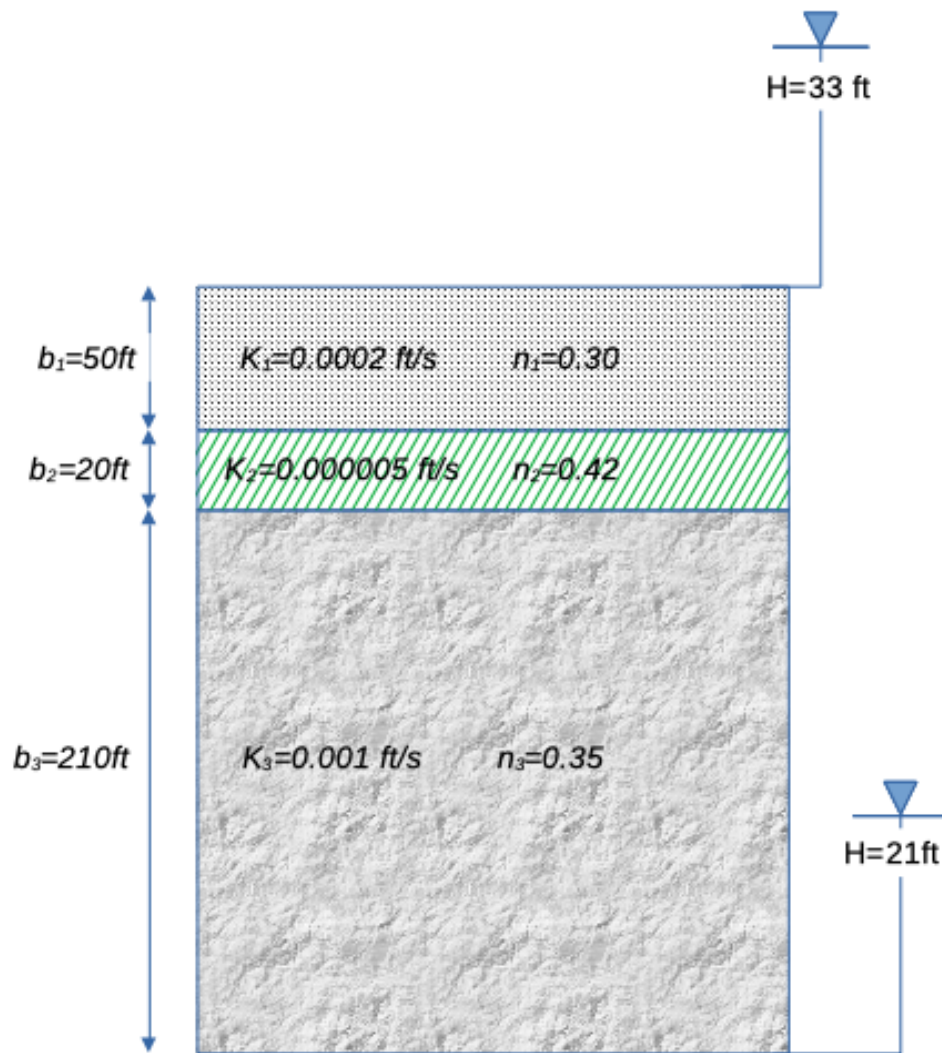 H=33 ft
b₁=50ft
K₁=0.0002 ft/s
n₁=0.30
b₂=20ft
K₂=0.000005 ft/s
n₂=0.42
b₃=210ft
K₃=0.001 ft/s
n₃=0.35
H=21ft